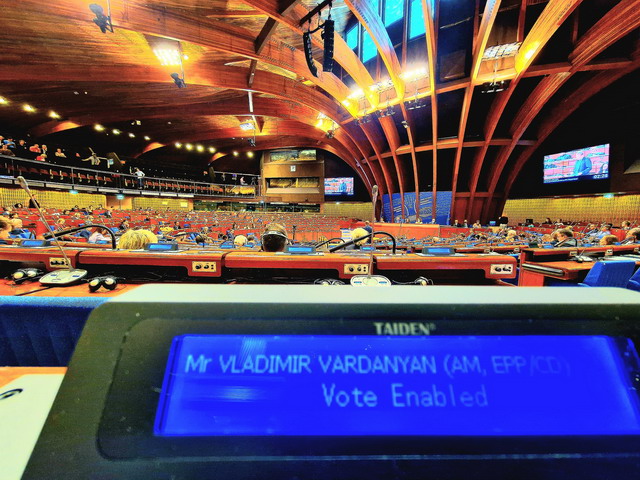 TAIDEN®
Mr VLADIMIR VARDANYAN (AM, EPP/CD)
Vote Enabled